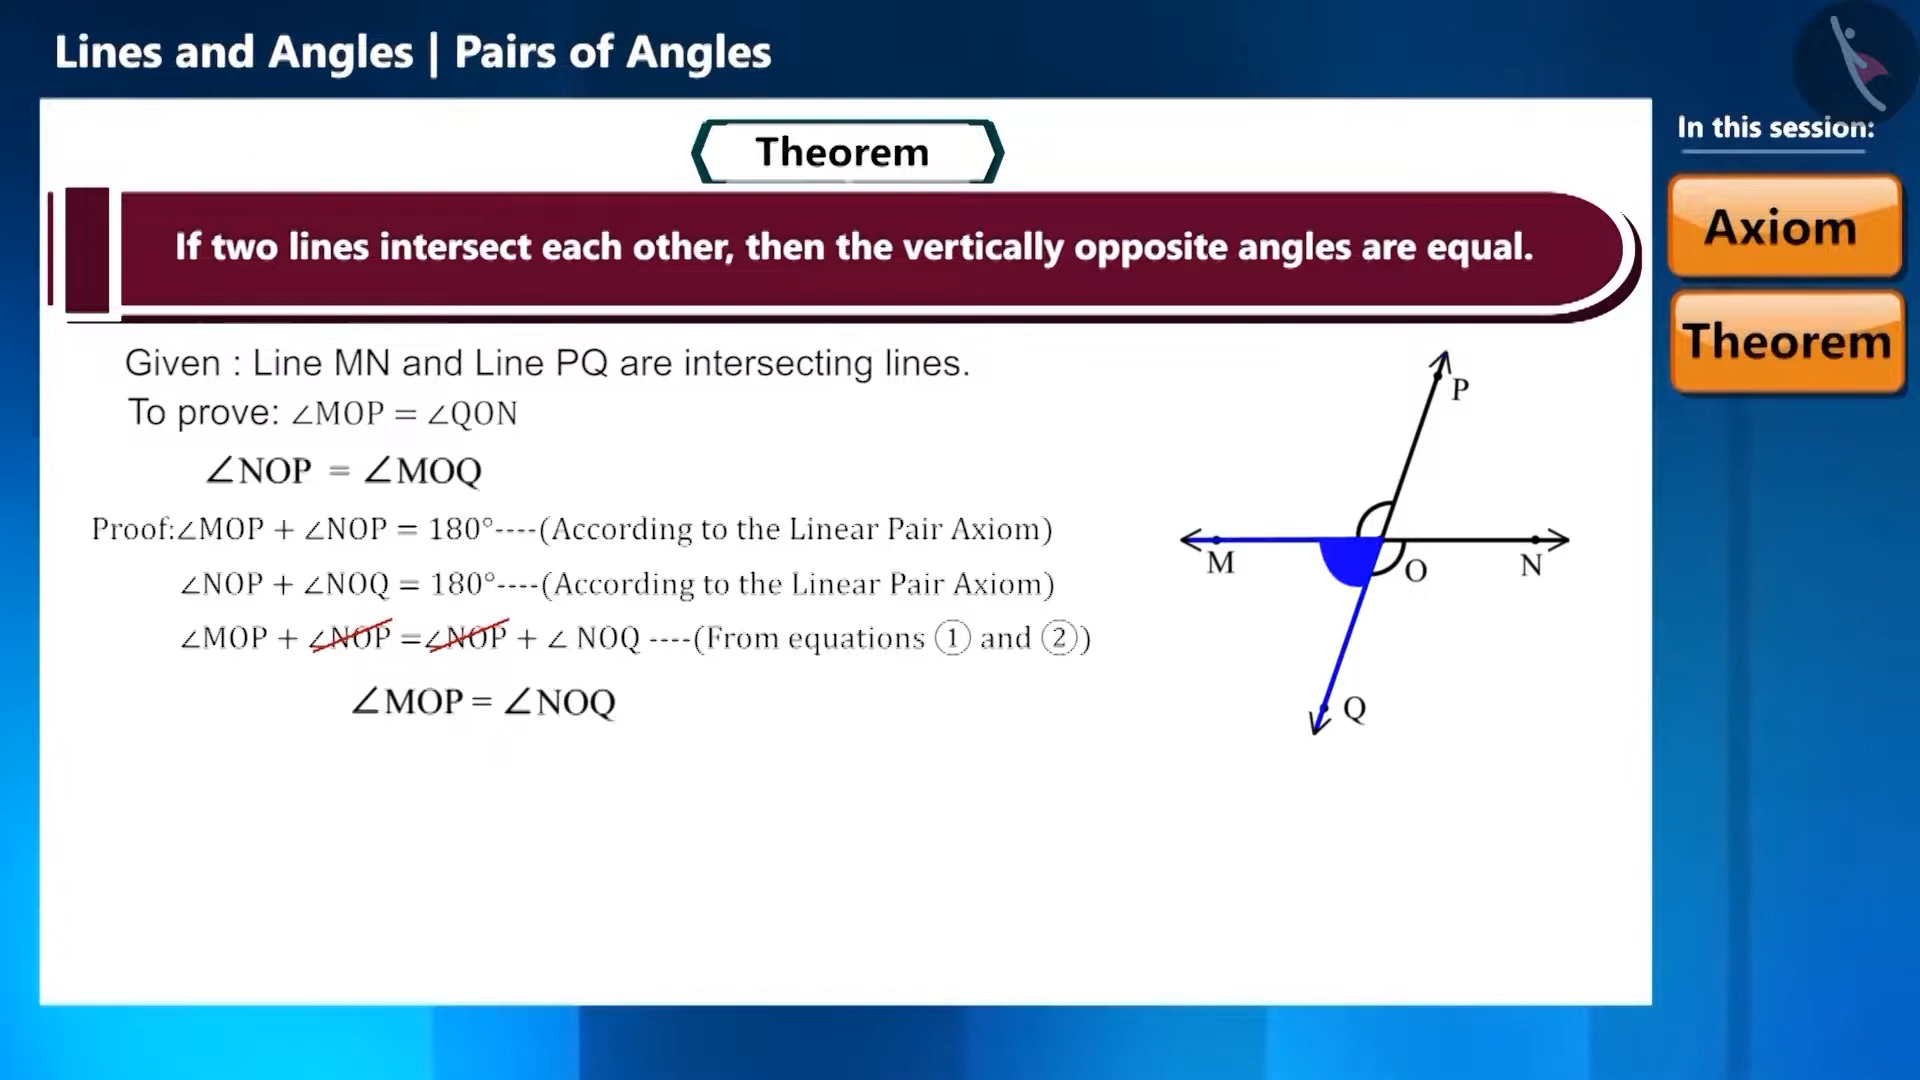 Lines and Angles | Pairs of Angles
In this session:
Axiom
Theorem
Theorem
If two lines intersect each other, then the vertically opposite angles are equal.
Given : Line MN and Line PQ are intersecting lines.
To prove: ∠MOP = ∠QON
∠NOP = ∠MOQ
Proof:∠MOP + ∠NOP = 180°----(According to the Linear Pair Axiom)
∠NOP + ∠NOQ = 180°----(According to the Linear Pair Axiom)
∠MOP + ∠NOP =∠NOP + ∠ NOQ ----(From equations ① and ②)
∠MOP = ∠NOQ
P
M
O
N
Q